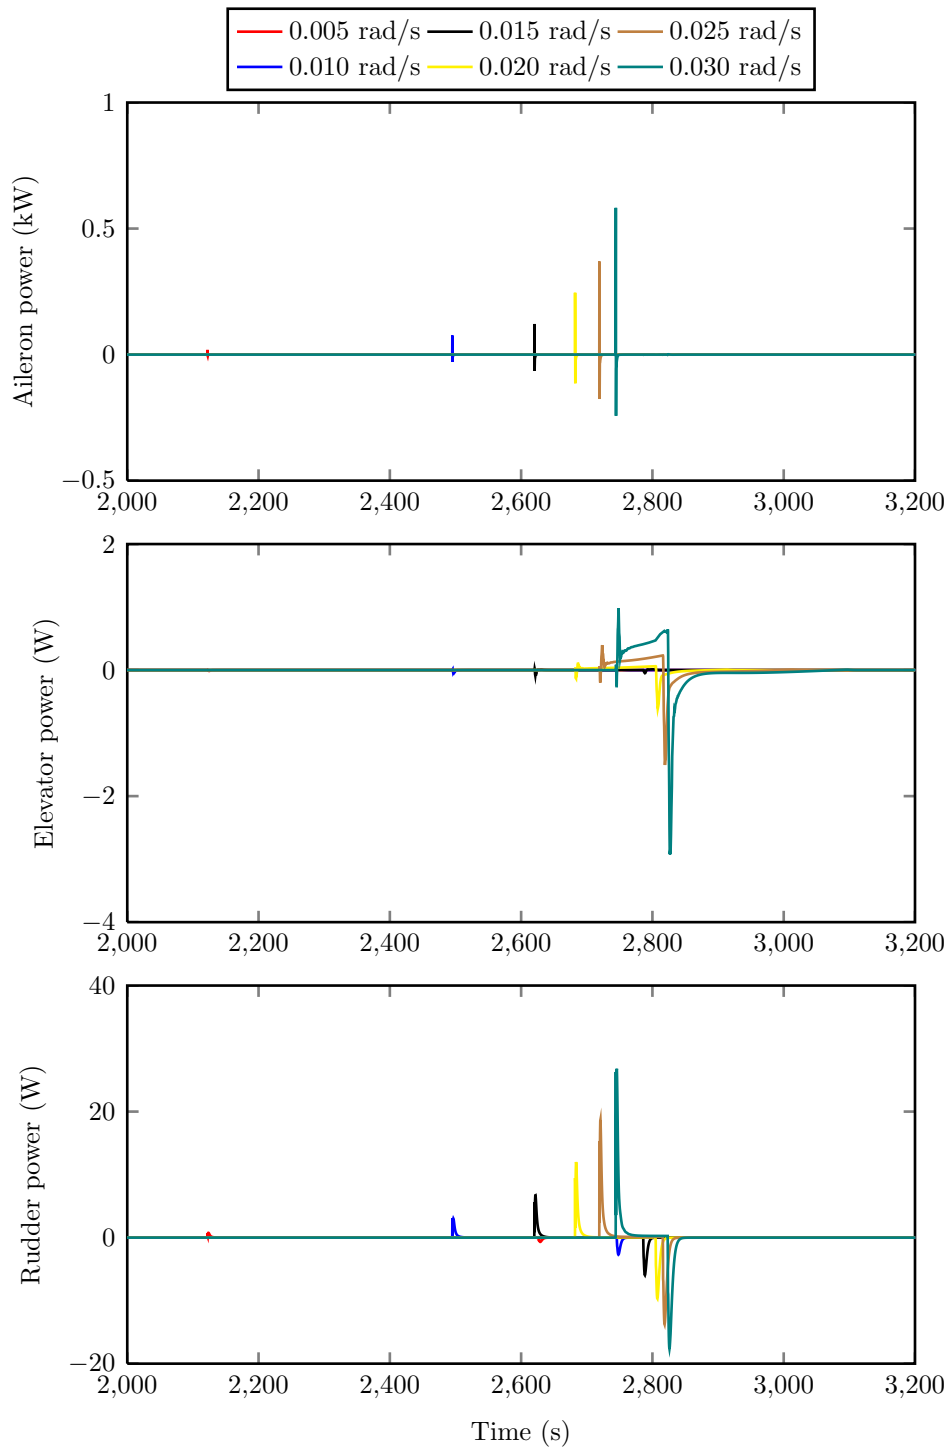 0.005 rad/s 0.015 rad/s 0.025 rad/s
0.010 rad/s 0.020 rad/s 0.030 rad/s
1
0.5
0
−0.5
Aileron power (kW)
2,000 2,200 2,400 2,600 2,800 3,000 3,200
2
0
−2
−4
Elevator power (W)
2,000 2,200 2,400 2,600 2,800 3,000 3,200
40
20
0
−20
Rudder power (W)
2,000 2,200 2,400 2,600 2,800 3,000 3,200
Time (s)